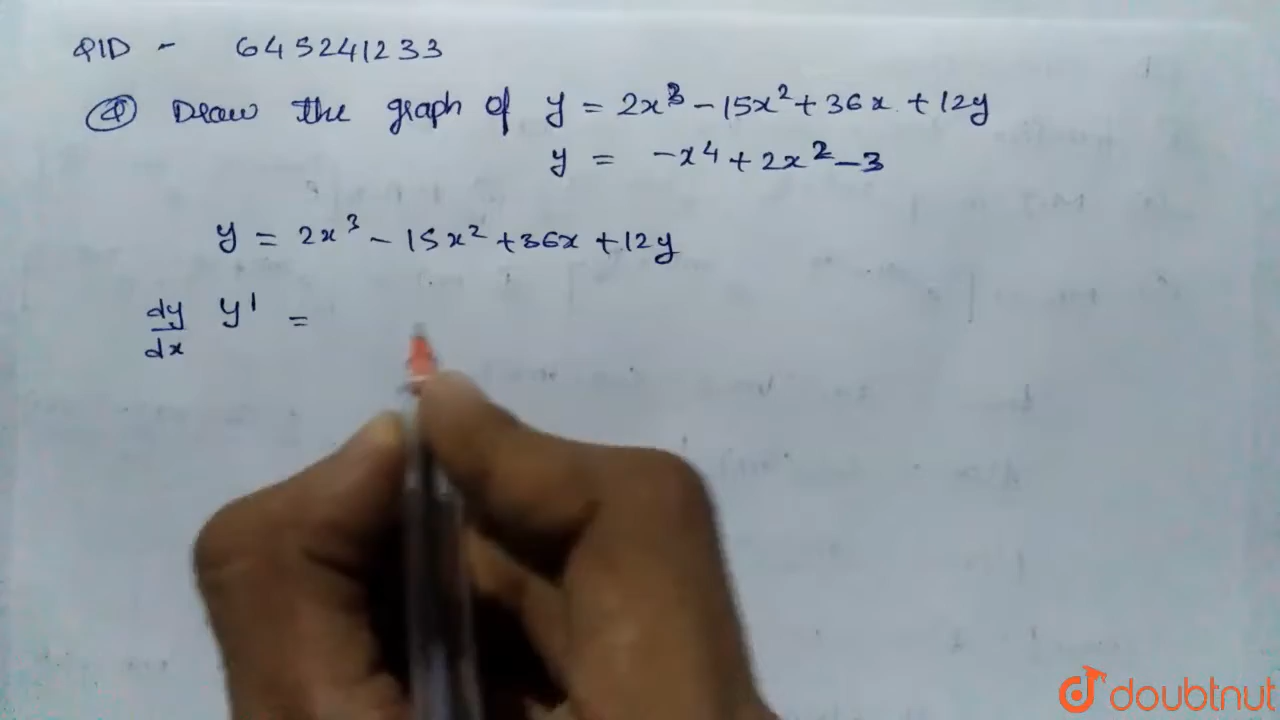 QID - 645241233
Q Draw the graph of y = 2x³ - 15x² + 36x + 12y
y = -x⁴ + 2x² - 3
y = 2x³ - 15x² + 36x + 12y
dy/dx y' =
doubtnut